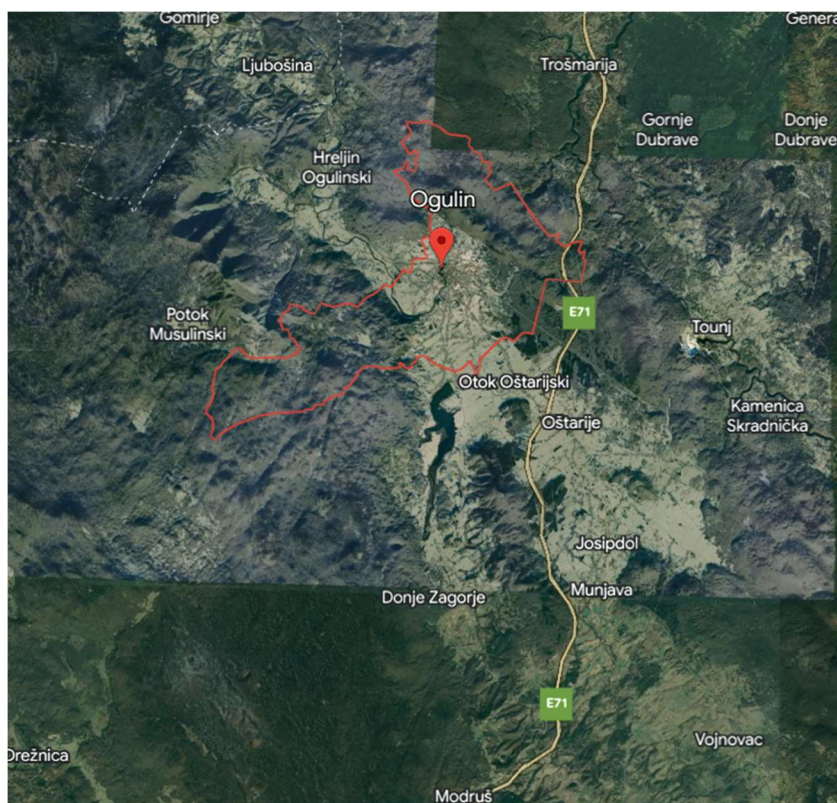 Gomirje
Genera
Ljubošina
Trošmarija
Gornje
Dubrave
Donje
Dubrave
Hreljin
Ogulinski
Ogulin
Potok
Musulinski
E71
Tounj
Otok Oštarijski
Kamenica
Skradnička
Oštarije
Josipdol
Munjava
Donje Zagorje
E71
Vojnovac
Drežnica
Modruš